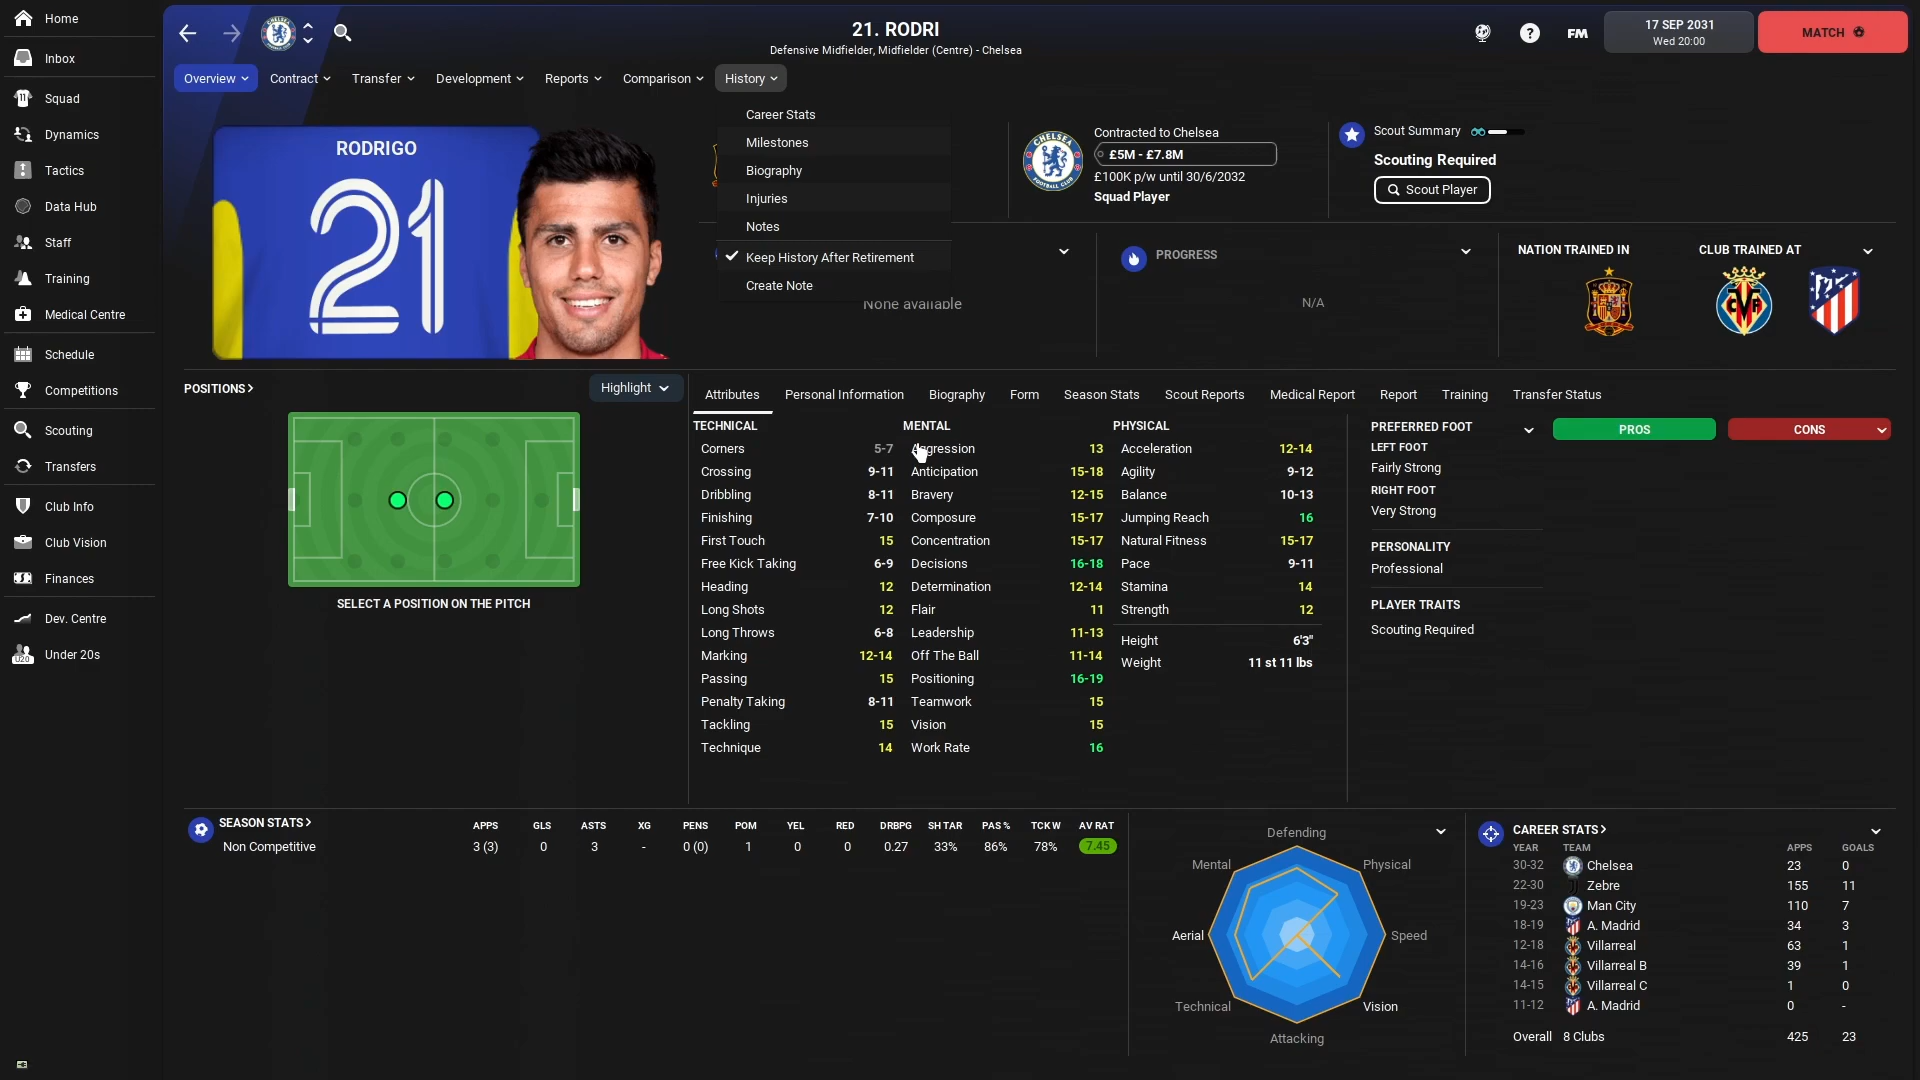 Home
Inbox
Squad
Dynamics
Tactics
Data Hub
Staff
Training
Medical Centre
Schedule
Competitions
Scouting
Transfers
Club Info
Club Vision
Finances
Dev. Centre
U20 Under 20s
21. RODRI
Defensive Midfielder, Midfielder (Centre) - Chelsea
FM
17 SEP 2031
Wed 20:00
MATCH
Overview Contract Transfer Development Reports Comparison History
Career Stats
Milestones
Biography
Injuries
Notes
Keep History After Retirement
Create Note
RODRIGO
21
Contracted to Chelsea
£5M - £7.8M
£100K p/w until 30/6/2032
Squad Player
Scout Summary
Scouting Required
Scout Player
None available
PROGRESS
N/A
NATION TRAINED IN
CLUB TRAINED AT
POSITIONS
Highlight
SELECT A POSITION ON THE PITCH
Attributes Personal Information Biography Form Season Stats Scout Reports Medical Report Report Training Transfer Status
TECHNICAL
Corners 5-7
Crossing 9-11
Dribbling 8-11
Finishing 7-10
First Touch 15
Free Kick Taking 6-9
Heading 12
Long Shots 12
Long Throws 6-8
Marking 12-14
Passing 15
Penalty Taking 8-11
Tackling 15
Technique 14
MENTAL
Aggression 13
Anticipation 15-18
Bravery 12-15
Composure 15-17
Concentration 15-17
Decisions 16-18
Determination 12-14
Flair 11
Leadership 11-13
Off The Ball 11-14
Positioning 16-19
Teamwork 15
Vision 15
Work Rate 16
PHYSICAL
Acceleration 12-14
Agility 9-12
Balance 10-13
Jumping Reach 16
Natural Fitness 15-17
Pace 9-11
Stamina 14
Strength 12
Height 6'3"
Weight 11 st 11 lbs
PREFERRED FOOT
LEFT FOOT
Fairly Strong
RIGHT FOOT
Very Strong
PERSONALITY
Professional
PLAYER TRAITS
Scouting Required
PROS
CONS
SEASON STATS APPS GLS ASTS XG PENS POM YEL RED DRBPG SH TAR PAS % TCK W AV RAT
Non Competitive 3 (3) 0 3 - 0 (0) 1 0 0 0.27 33% 86% 78% 7.45
Defending
Mental
Physical
Aerial
Speed
Technical
Vision
Attacking
CAREER STATS
YEAR TEAM APPS GOALS
30-32 Chelsea 23 0
22-30 Zebre 155 11
19-23 Man City 110 7
18-19 A. Madrid 34 3
12-18 Villarreal 63 1
14-16 Villarreal B 39 1
14-15 Villarreal C 1 0
11-12 A. Madrid 0 -
Overall 8 Clubs 425 23